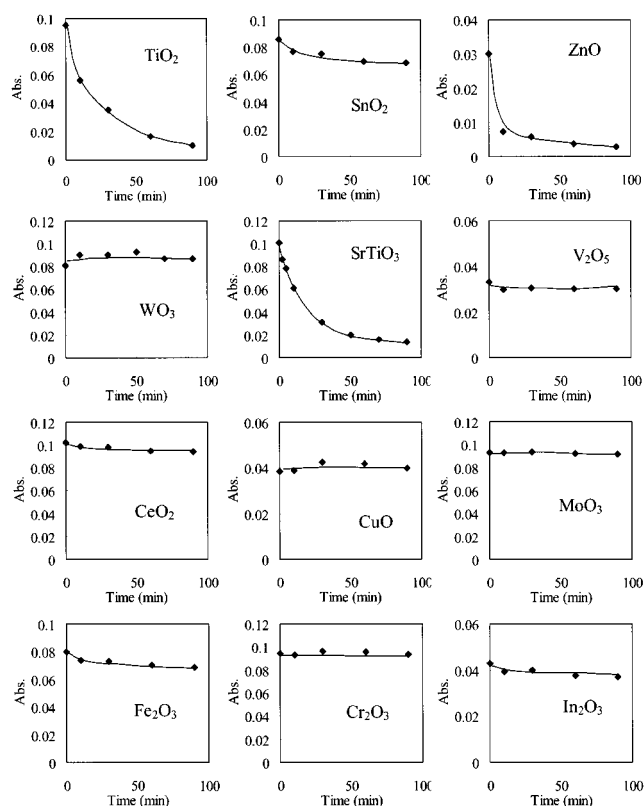 0.1
0.08
0.06
0.04
0.02
0
Abs.
TiO₂
0 50 100
Time (min)
0.1
0.08
0.06
0.04
0.02
0
Abs.
SnO₂
0 50 100
Time (min)
0.04
0.03
0.02
0.01
0
Abs.
ZnO
0 50 100
Time (min)
0.12
0.1
0.08
0.06
0.04
0.02
0
Abs.
WO₃
0 50 100
Time (min)
0.12
0.1
0.08
0.06
0.04
0.02
0
Abs.
SrTiO₃
0 50 100
Time (min)
0.06
0.04
0.02
0
Abs.
V₂O₅
0 50 100
Time (min)
0.12
0.1
0.08
0.06
0.04
0.02
0
Abs.
CeO₂
0 50 100
Time (min)
0.06
0.04
0.02
0
Abs.
CuO
0 50 100
Time (min)
0.12
0.1
0.08
0.06
0.04
0.02
0
Abs.
MoO₃
0 50 100
Time (min)
0.1
0.08
0.06
0.04
0.02
0
Abs.
Fe₂O₃
0 50 100
Time (min)
0.12
0.1
0.08
0.06
0.04
0.02
0
Abs.
Cr₂O₃
0 50 100
Time (min)
0.06
0.04
0.02
0
Abs.
In₂O₃
0 50 100
Time (min)